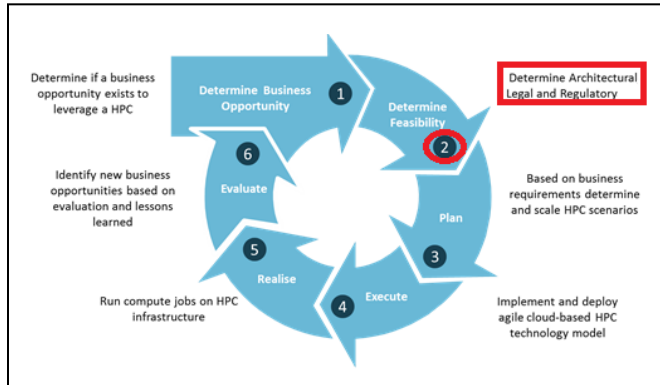 Determine if a business
opportunity exists to
leverage a HPC
Determine Business
Opportunity
1
Determine
Feasibility
2
Determine Architectural
Legal and Regulatory
Based on business
requirements determine
and scale HPC scenarios
Plan
3
Implement and deploy
agile cloud-based HPC
technology model
Execute
4
Run compute jobs on HPC
infrastructure
Realise
5
Identify new business
opportunities based on
evaluation and lessons
learned
Evaluate
6